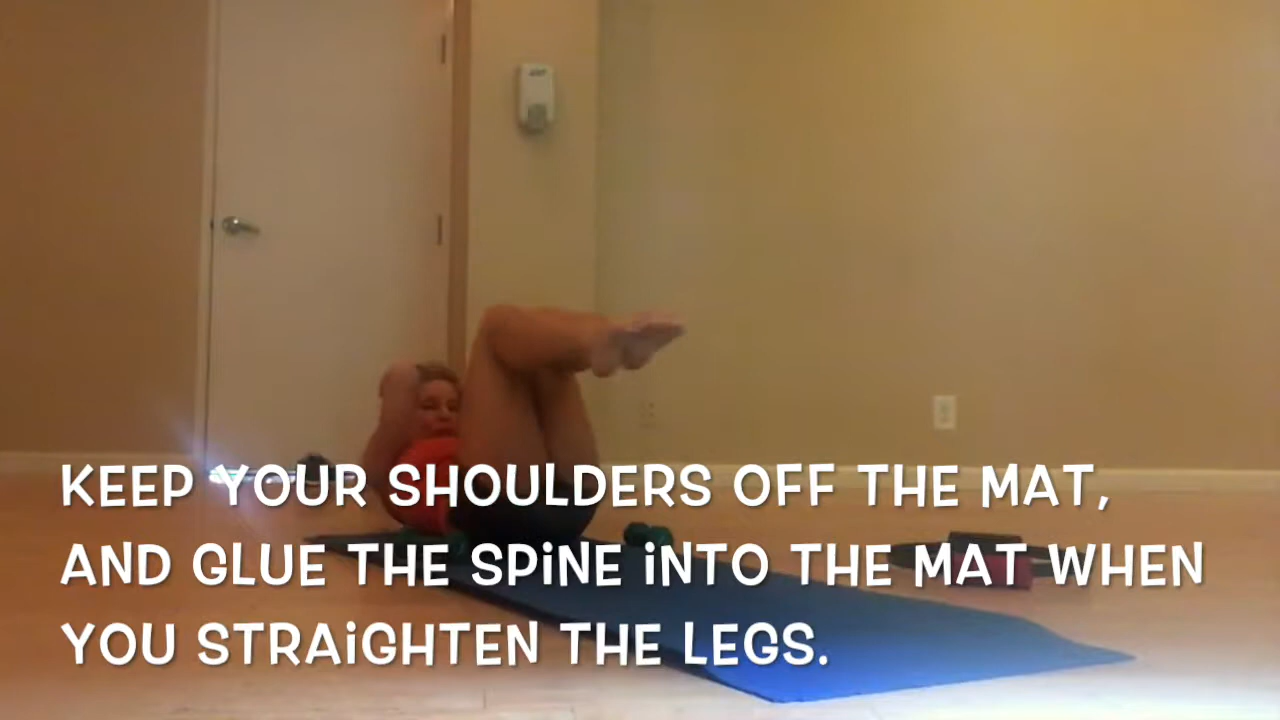 KEEP YOUR SHOULDERS OFF THE MAT,
AND GLUE THE SPiNE iNTO THE MAT WHEN
YOU STRAiGHTEN THE LEGS.